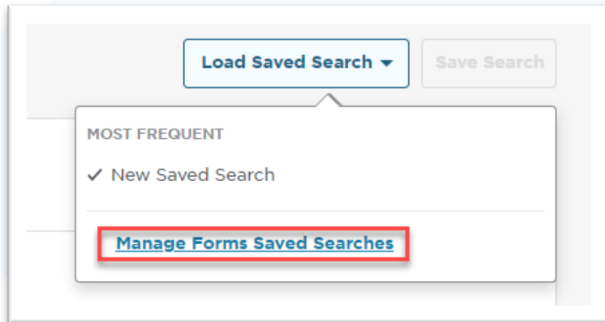 Load Saved Search
Save Search
MOST FREQUENT
New Saved Search
Manage Forms Saved Searches